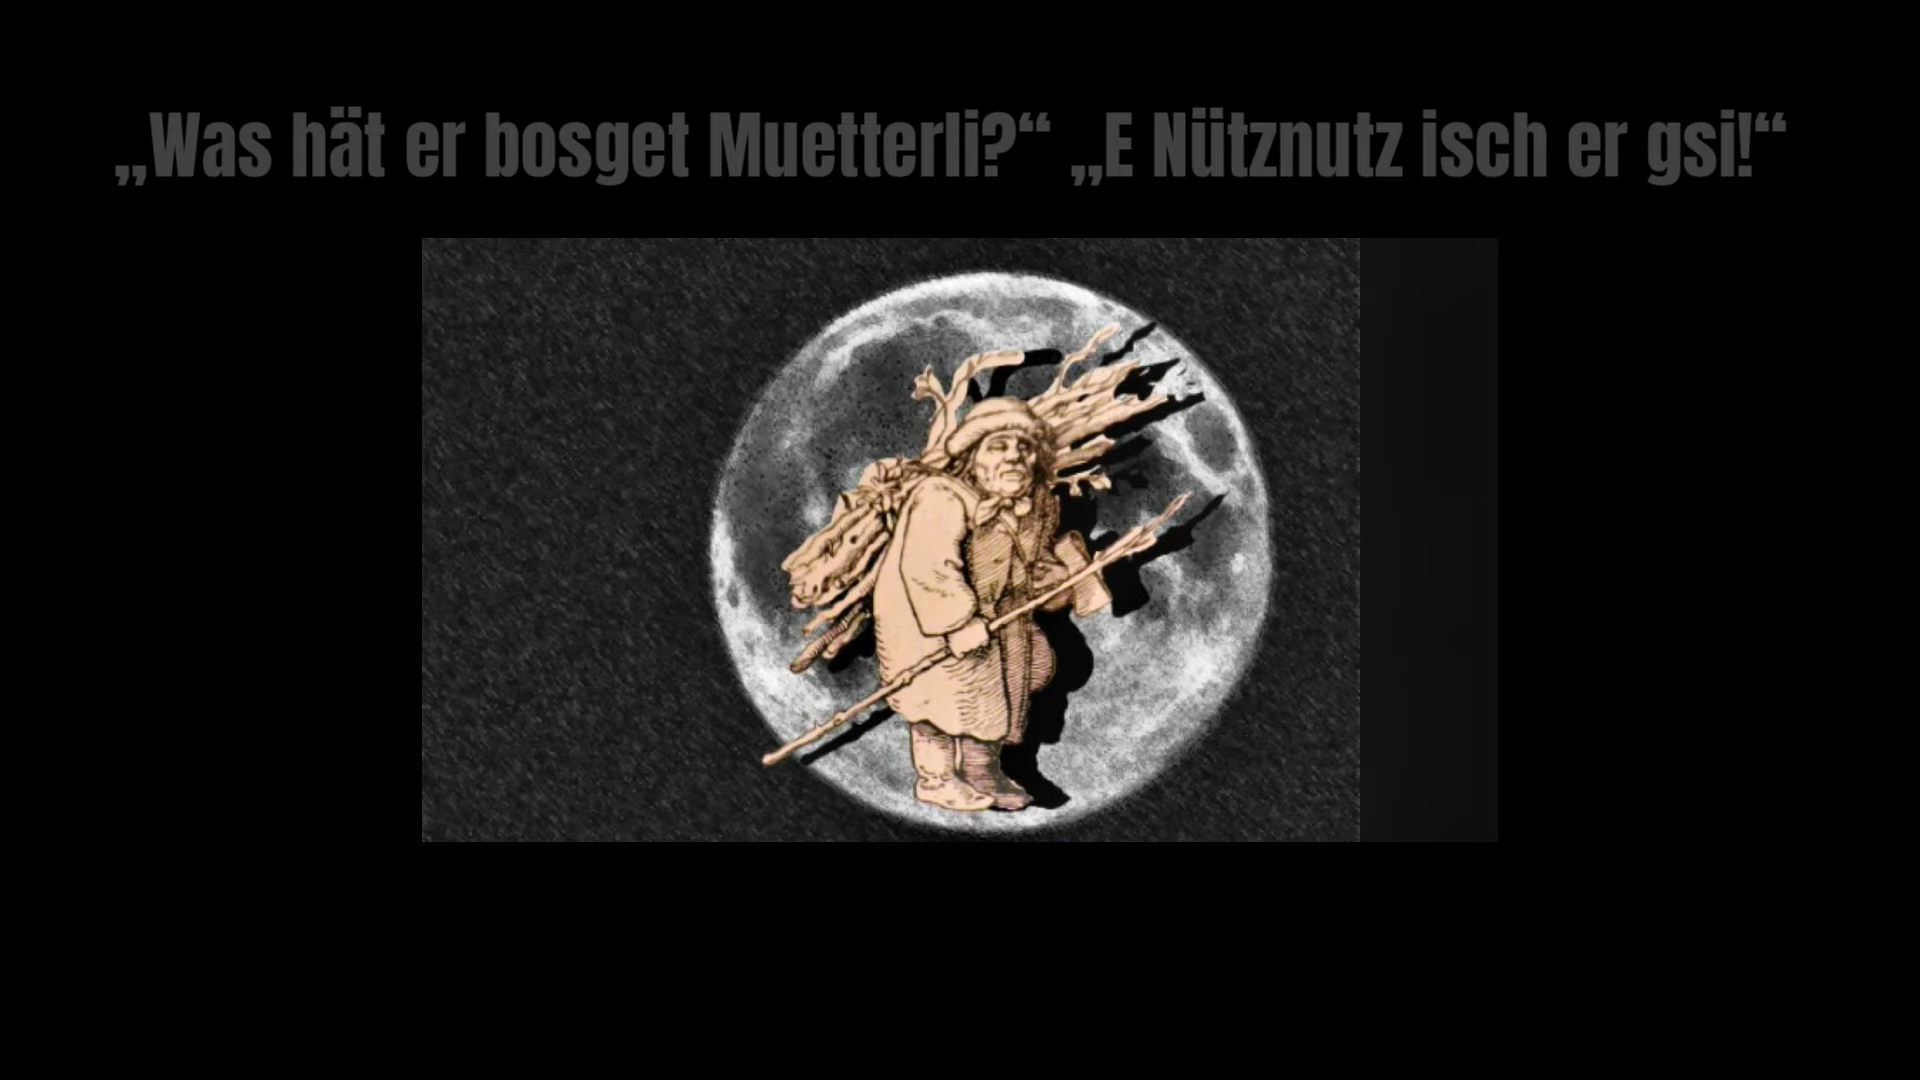 „Was hät er bosget Muetterli?“ „E Nütznutz isch er gsi!“